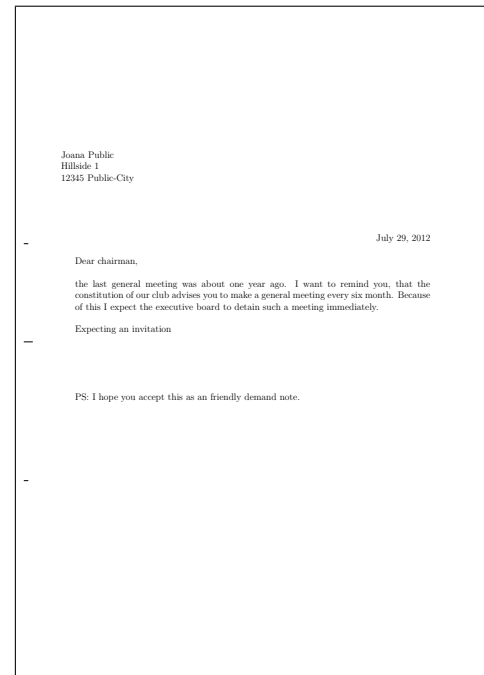 Joana Public
Hillside 1
12345 Public-City
July 29, 2012
Dear chairman,
the last general meeting was about one year ago. I want to remind you, that the
constitution of our club advises you to make a general meeting every six month. Because
of this I expect the executive board to detain such a meeting immediately.
Expecting an invitation
PS: I hope you accept this as an friendly demand note.